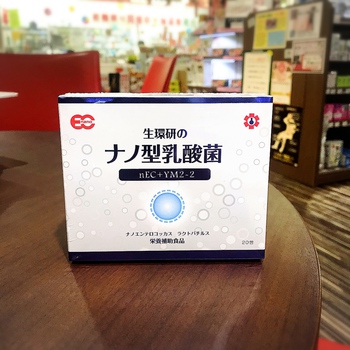 生環研の
ナノ型乳酸菌
nEC+YM2-2
ナノエンテロコッカス ラクトバチルス
栄養補助食品
20包